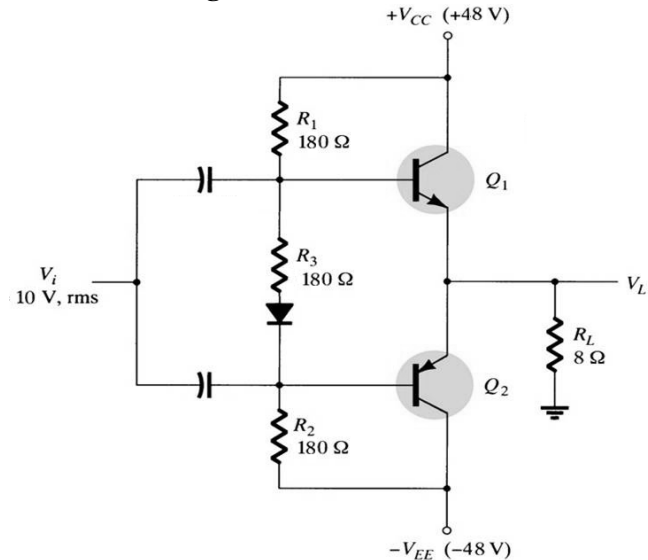 +V_CC (+48 V)
R_1
180 Ω
Q_1
R_3
180 Ω
V_i
10 V, rms
V_L
R_L
8 Ω
Q_2
R_2
180 Ω
−V_EE (−48 V)